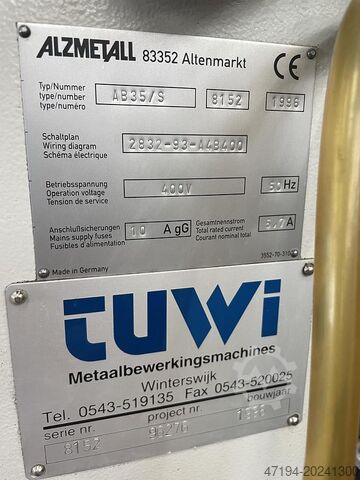 ALZMETALL 83352 Altenmarkt CE
Typ/Nummer
type/number
type/numéro
AB35/S 8152 1996
Schaltplan
Wiring diagram
Schéma électrique
2832-93-A4B400
Betriebsspannung
Operation voltage
Tension de service
400V 50 Hz
Anschlußsicherungen
Mains supply fuses
Fusibles d'alimentation
10 A gG
Gesamtnennstrom
Total rated current
Courant nominal total
5,7 A
Made in Germany
tuwi
Metaalbewerkingsmachines
Winterswijk
Tel. 0543-519135 Fax 0543-520025
serie nr. project nr. bouwjaar
8152 1996
47194-20241300